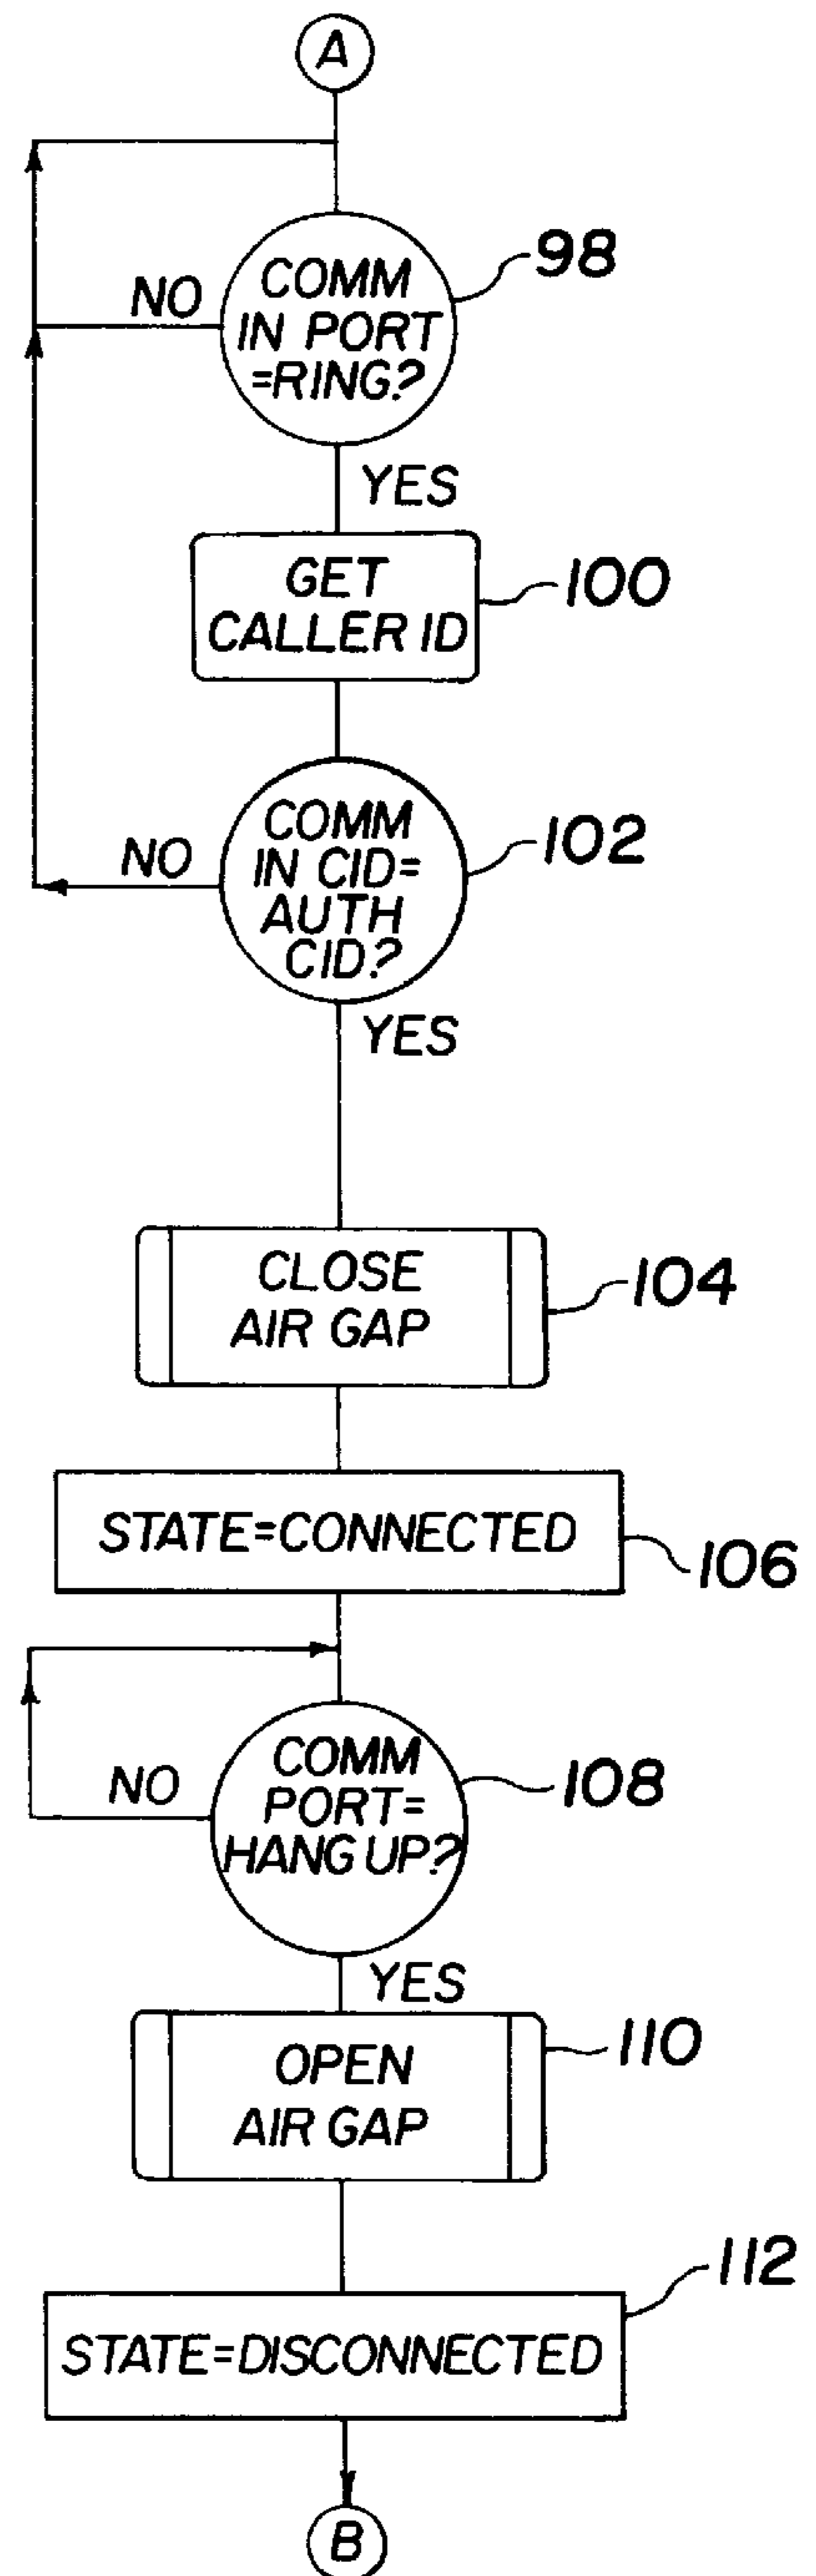 A
98
COMM
IN PORT
=RING?
NO
YES
GET
CALLER ID
100
COMM
IN CID=
AUTH
CID?
102
NO
YES
CLOSE
AIR GAP
104
STATE=CONNECTED
106
COMM
PORT=
HANG UP?
108
NO
YES
OPEN
AIR GAP
110
112
STATE=DISCONNECTED
B